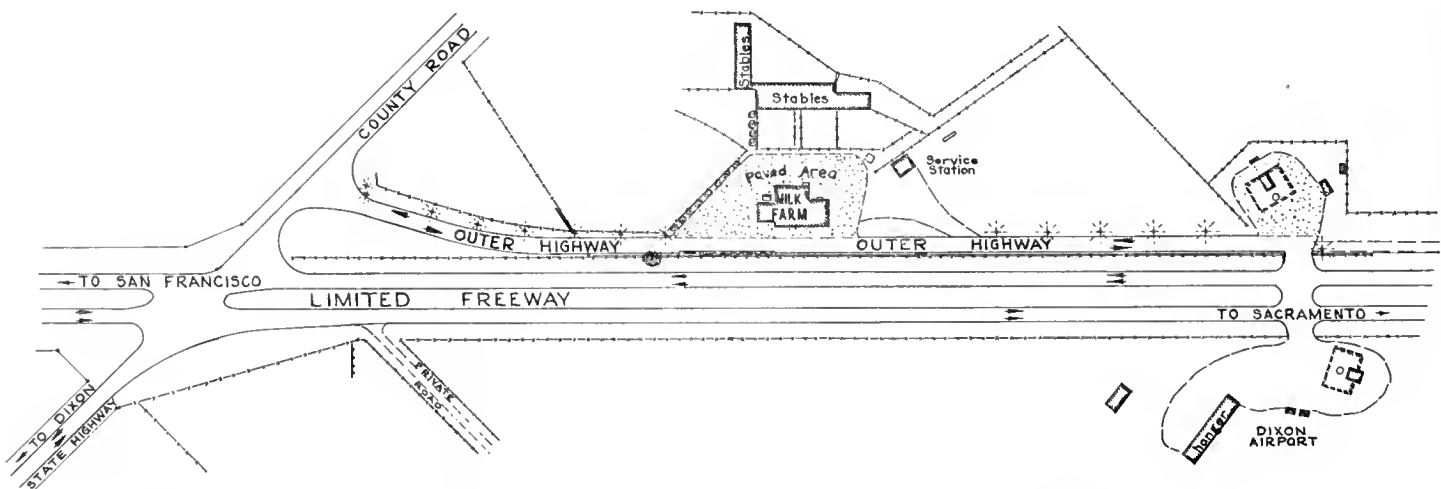 COUNTY ROAD
Stables
Stables
Paved Area
MILK
FARM
Service
Station
OUTER HIGHWAY
OUTER HIGHWAY
TO SAN FRANCISCO
LIMITED FREEWAY
TO SACRAMENTO
PRIVATE
ROAD
TO DIXON
STATE HIGHWAY
hangar
DIXON
AIRPORT